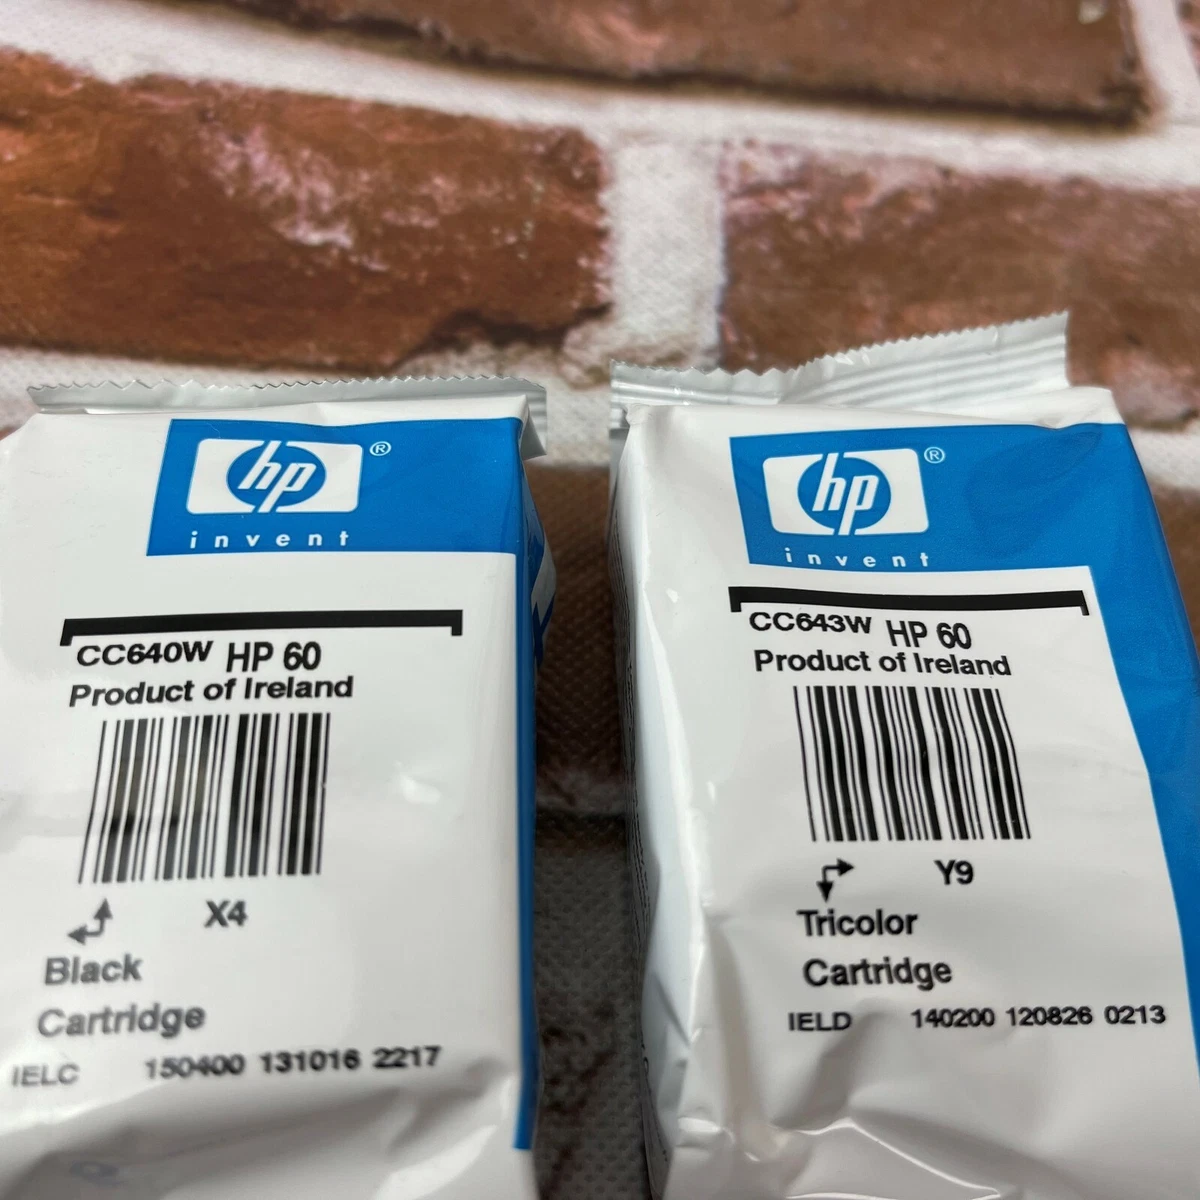 hp®
invent
CC640W HP 60
Product of Ireland
X4
Black
Cartridge
IELC 150400 131016 2217
hp®
invent
CC643W HP 60
Product of Ireland
Y9
Tricolor
Cartridge
IELD 140200 120826 0213